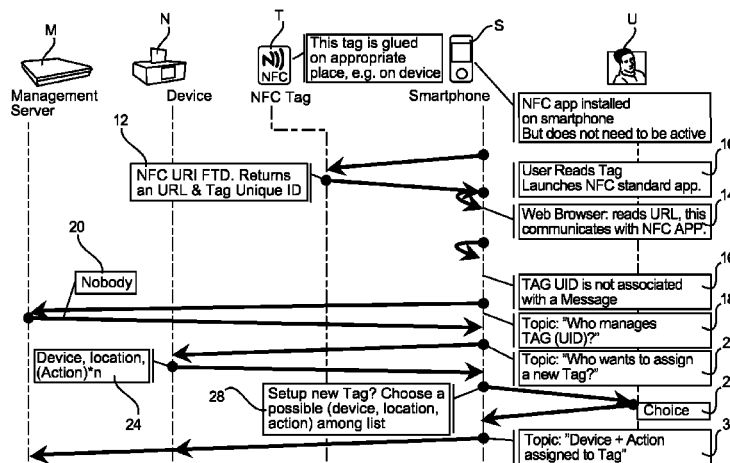 M
N
T
S
U
NFC
This tag is glued
on appropriate
place, e.g. on device
Management
Server
Device
NFC Tag
Smartphone
NFC app installed
on smartphone
But does not need to be active
12
NFC URI FTD. Returns
an URL & Tag Unique ID
User Reads Tag
Launches NFC standard app.
Web Browser: reads URL, this
communicates with NFC APP.
14
20
Nobody
TAG UID is not associated
with a Message
16
Topic: "Who manages
TAG (UID)?"
18
Device, location,
(Action)*n
24
Topic: "Who wants to assign
a new Tag?"
28
Setup new Tag? Choose a
possible (device, location,
action) among list
Choice
Topic: "Device + Action
assigned to Tag"